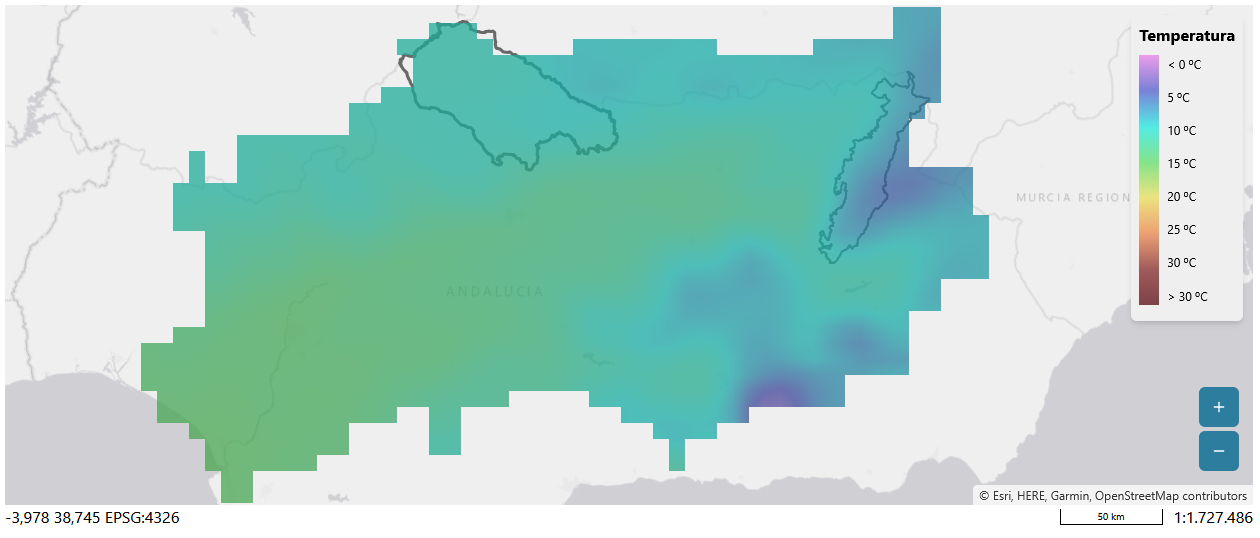 Temperatura
< 0 ºC
5 ºC
10 ºC
15 ºC
20 ºC
25 ºC
30 ºC
> 30 ºC
MURCIA REGION
ANDALUCIA
+
−
© Esri, HERE, Garmin, OpenStreetMap contributors
-3,978 38,745 EPSG:4326
50 km
1:1.727.486